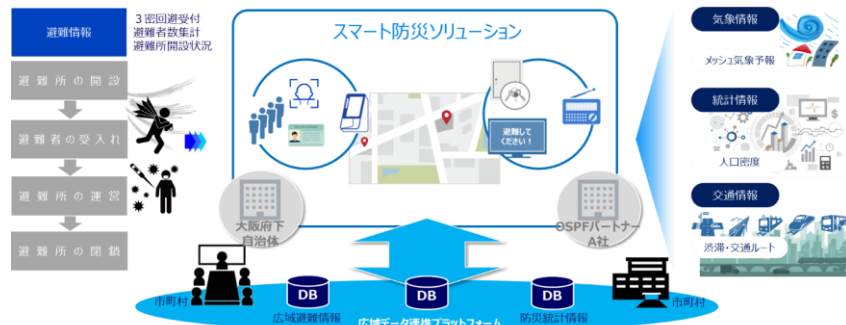 避難情報
3密回避受付
避難者数集計
避難所開設状況
避難所の開設
避難者の受入れ
避難所の運営
避難所の閉鎖
スマート防災ソリューション
避難して
ください！
大阪府下
自治体
OSPFパートナー
A社
市町村
DB
広域避難情報
DB
広域データ連携プラットフォーム
DB
防災統計情報
市町村
気象情報
メッシュ気象予報
統計情報
人口密度
交通情報
渋滞・交通ルート